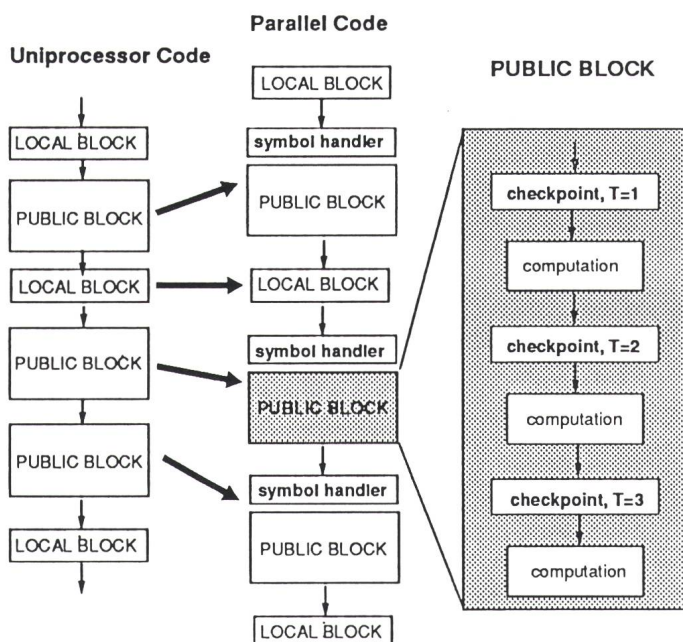 Uniprocessor Code
LOCAL BLOCK
PUBLIC BLOCK
LOCAL BLOCK
PUBLIC BLOCK
PUBLIC BLOCK
LOCAL BLOCK
Parallel Code
LOCAL BLOCK
symbol handler
PUBLIC BLOCK
LOCAL BLOCK
symbol handler
PUBLIC BLOCK
symbol handler
PUBLIC BLOCK
LOCAL BLOCK
PUBLIC BLOCK
checkpoint, T=1
computation
checkpoint, T=2
computation
checkpoint, T=3
computation